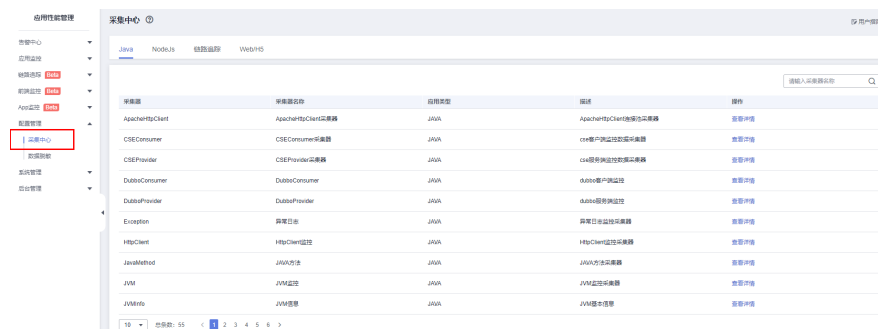 应用性能管理
告警中心
应用监控
链路追踪 Beta
前端监控 Beta
App监控 Beta
配置管理
采集中心
数据脱敏
系统管理
后台管理
采集中心
Java NodeJs 链路追踪 Web/H5
请输入采集器名称
采集器 采集器名称 应用类型 描述 操作
ApacheHttpClient ApacheHttpClient采集器 JAVA ApacheHttpClient连接池采集器 查看详情
CSEConsumer CSEConsumer采集器 JAVA cse客户端监控数据采集器 查看详情
CSEProvider CSEProvider采集器 JAVA cse服务端监控数据采集器 查看详情
DubboConsumer DubboConsumer JAVA dubbo客户端监控 查看详情
DubboProvider DubboProvider JAVA dubbo服务端监控 查看详情
Exception 异常日志 JAVA 异常日志监控采集器 查看详情
HttpClient HttpClient监控 JAVA HttpClient监控采集器 查看详情
JavaMethod JAVA方法 JAVA JAVA方法采集器 查看详情
JVM JVM监控 JAVA JVM监控采集器 查看详情
JVMInfo JVM信息 JAVA JVM基本信息 查看详情
10 总条数: 55 < 1 2 3 4 5 6 >